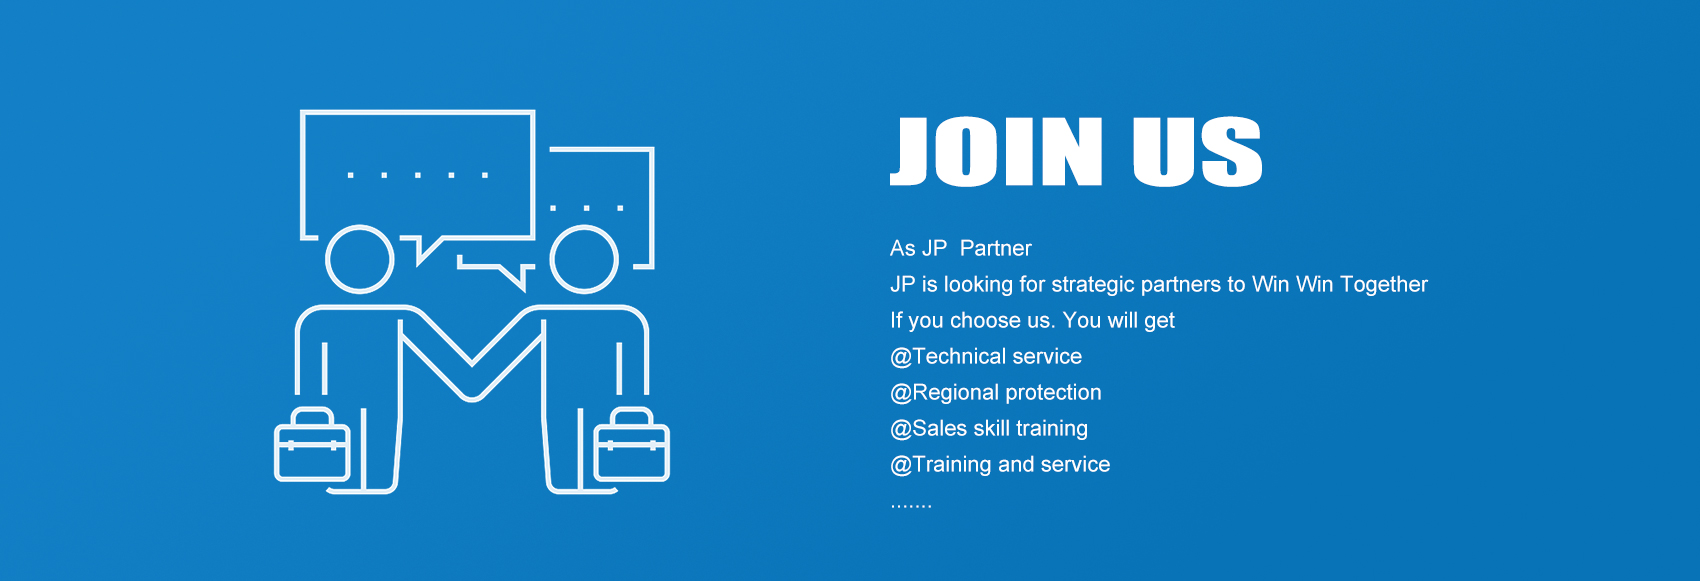 JOIN US
As JP  Partner
JP is looking for strategic partners to Win Win Together
If you choose us. You will get
@Technical service
@Regional protection
@Sales skill training
@Training and service
.......